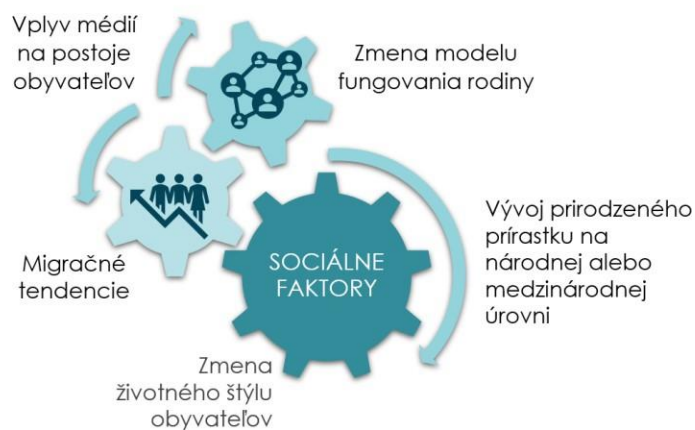 Vplyv médií
na postoje
obyvateľov
Zmena modelu
fungovania rodiny
Migračné
tendencie
SOCIÁLNE
FAKTORY
Vývoj prirodzeného
prírastku na
národnej alebo
medzinárodnej
úrovni
Zmena
životného štýlu
obyvateľov